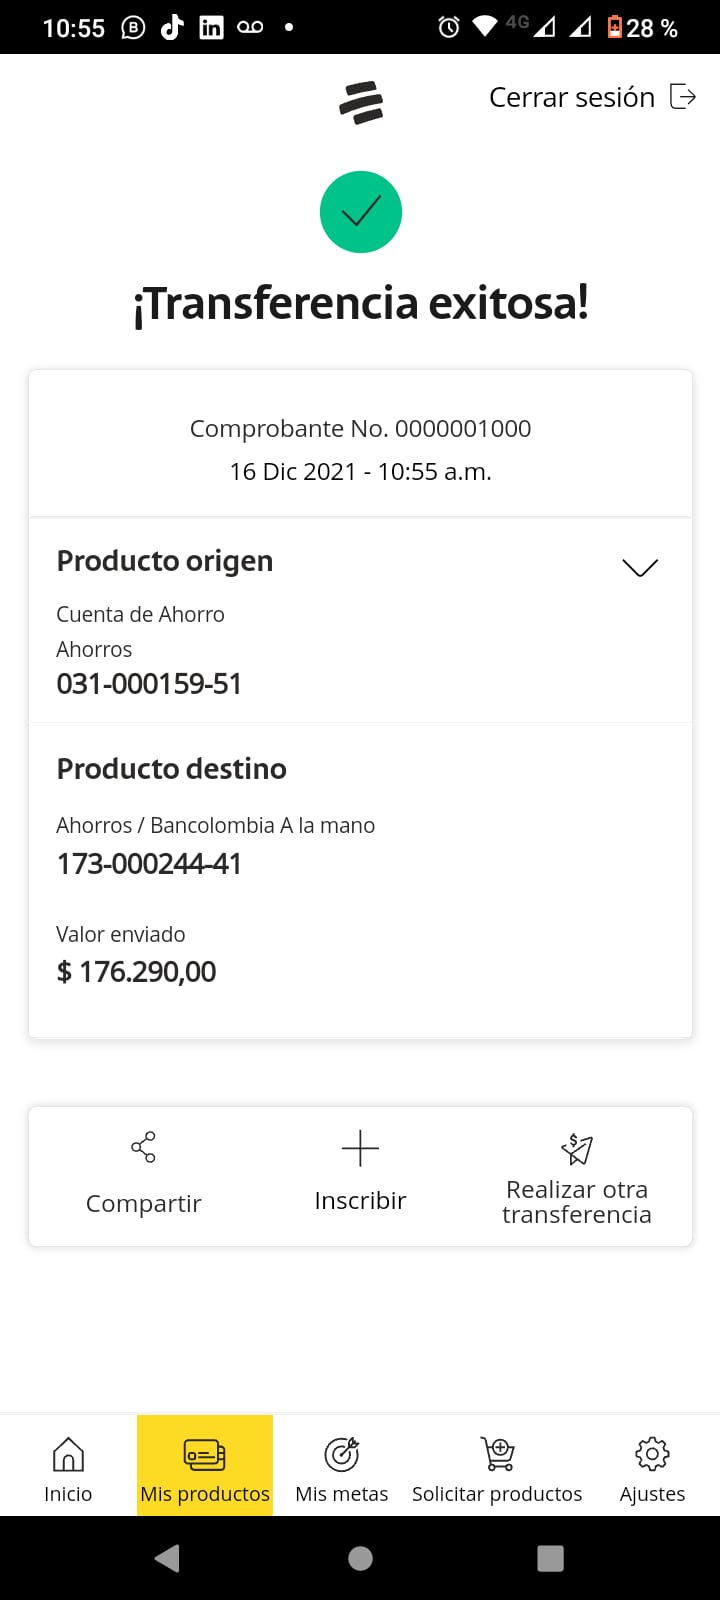 10:55
4G
28 %
Cerrar sesión
¡Transferencia exitosa!
Comprobante No. 0000001000
16 Dic 2021 - 10:55 a.m.
Producto origen
Cuenta de Ahorro
Ahorros
031-000159-51
Producto destino
Ahorros / Bancolombia A la mano
173-000244-41
Valor enviado
$ 176.290,00
Compartir
Inscribir
Realizar otra
transferencia
Inicio
Mis productos
Mis metas
Solicitar productos
Ajustes